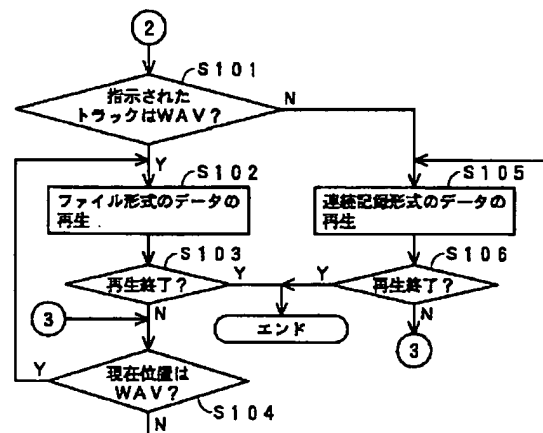 2
S101
指示された
トラックはWAV?
N
Y
S102
S105
ファイル形式のデータの
再生
連続記録形式のデータの
再生
S103
S106
再生終了?
Y
Y
再生終了?
3
N
エンド
N
3
Y
現在位置は
WAV?
S104
N